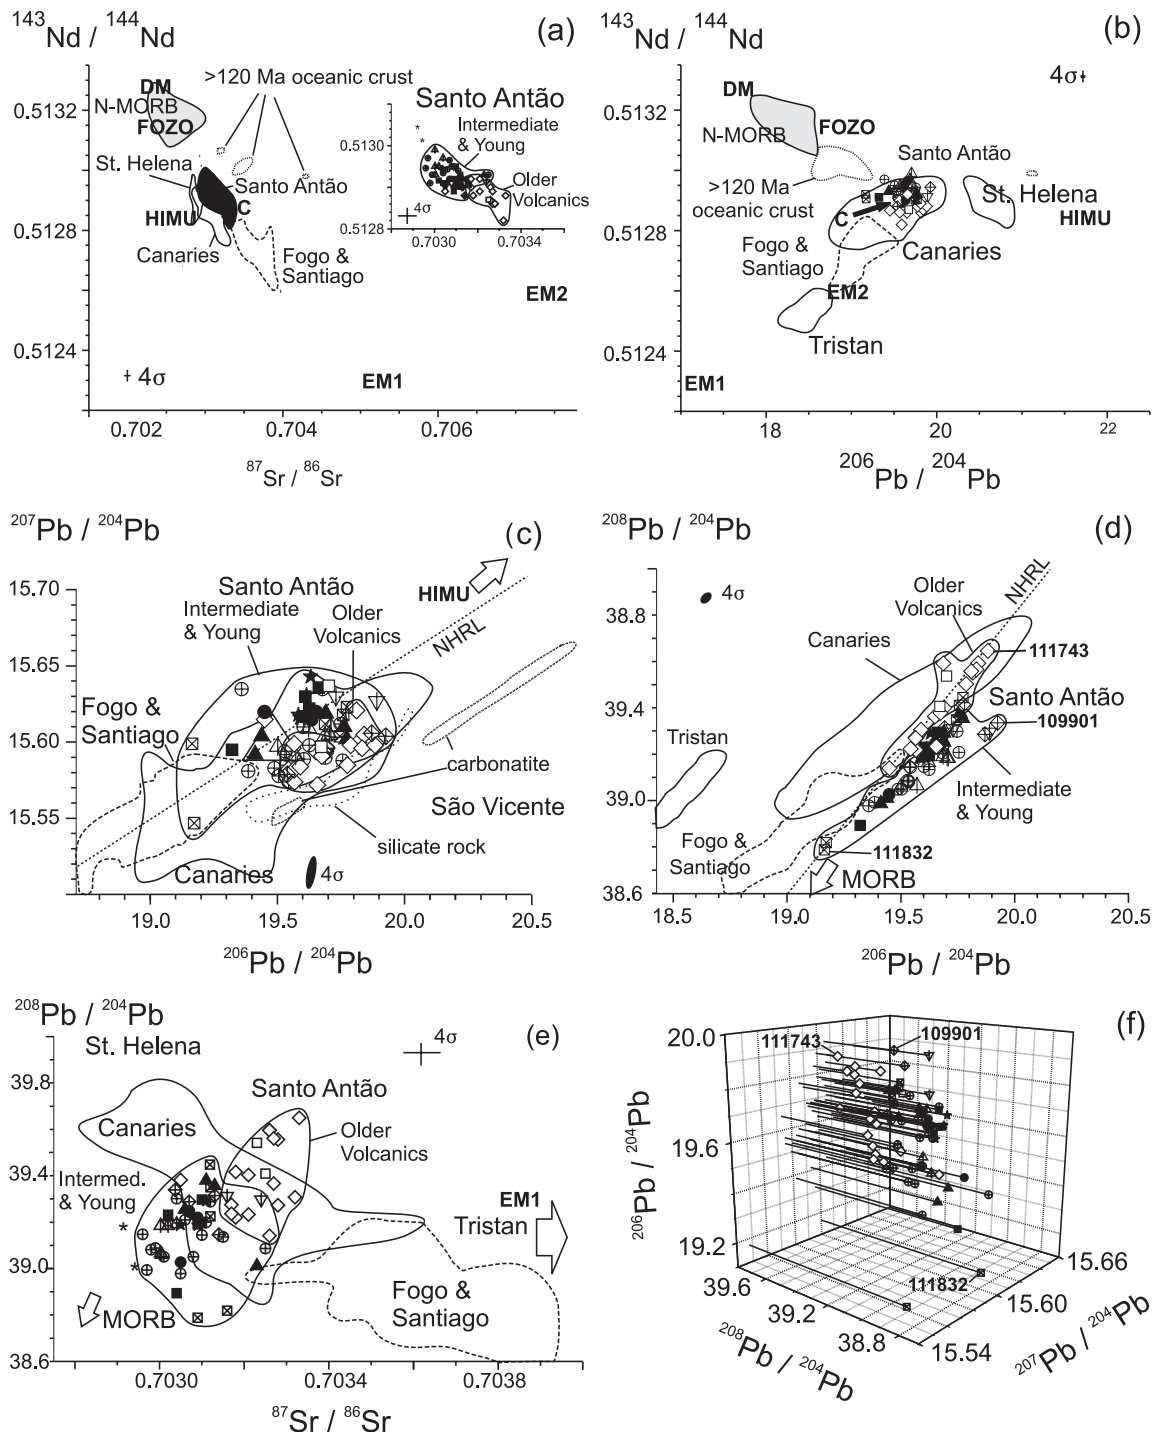 143Nd / 144Nd
(a)
DM
N-MORB
FOZO
>120 Ma oceanic crust
St. Helena
Santo Antão
HIMU
C
Canaries
Fogo &
Santiago
EM2
EM1
4σ
0.5132
0.5128
0.5124
0.702
0.704
0.706
87Sr / 86Sr
Santo Antão
Intermediate
& Young
Older
Volcanics
4σ
0.5130
0.5128
0.7030
0.7034
143Nd / 144Nd
(b)
4σ
DM
N-MORB
FOZO
Santo Antão
>120 Ma
oceanic crust
St. Helena
HIMU
C
Fogo &
Santiago
Canaries
EM2
Tristan
EM1
0.5132
0.5128
0.5124
18
20
22
206Pb / 204Pb
207Pb / 204Pb
(c)
Santo Antão
Intermediate
& Young
Older
Volcanics
HIMU
NHRL
Fogo &
Santiago
carbonatite
São Vicente
silicate rock
Canaries
4σ
15.70
15.65
15.60
15.55
19.0
19.5
20.0
20.5
206Pb / 204Pb
208Pb / 204Pb
(d)
4σ
NHRL
Older
Volcanics
Canaries
111743
Santo Antão
109901
Tristan
Intermediate
& Young
Fogo &
Santiago
111832
MORB
38.8
39.4
39.0
38.6
18.5
19.0
19.5
20.0
20.5
206Pb / 204Pb
208Pb / 204Pb
(e)
St. Helena
4σ
Santo Antão
Canaries
Older
Volcanics
Intermed.
& Young
EM1
Tristan
MORB
Fogo &
Santiago
39.8
39.4
39.0
38.6
0.7030
0.7034
0.7038
87Sr / 86Sr
(f)
20.0
19.6
19.2
111743
109901
111832
39.6
39.2
38.8
15.66
15.60
15.54
206Pb / 204Pb
208Pb / 204Pb
207Pb / 204Pb